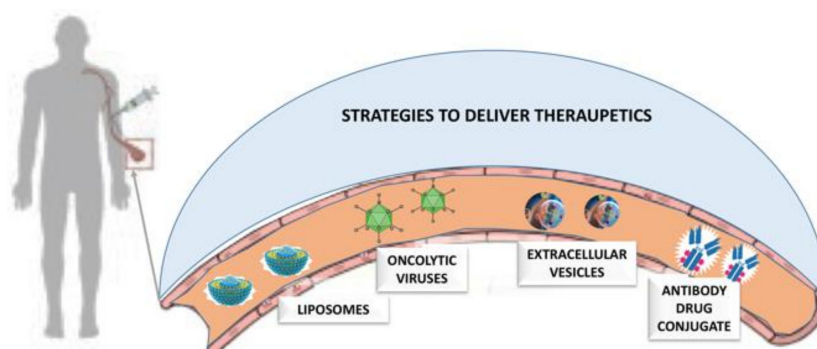 STRATEGIES TO DELIVER THERAUPETICS
LIPOSOMES
ONCOLYTIC
VIRUSES
EXTRACELLULAR
VESICLES
ANTIBODY
DRUG
CONJUGATE